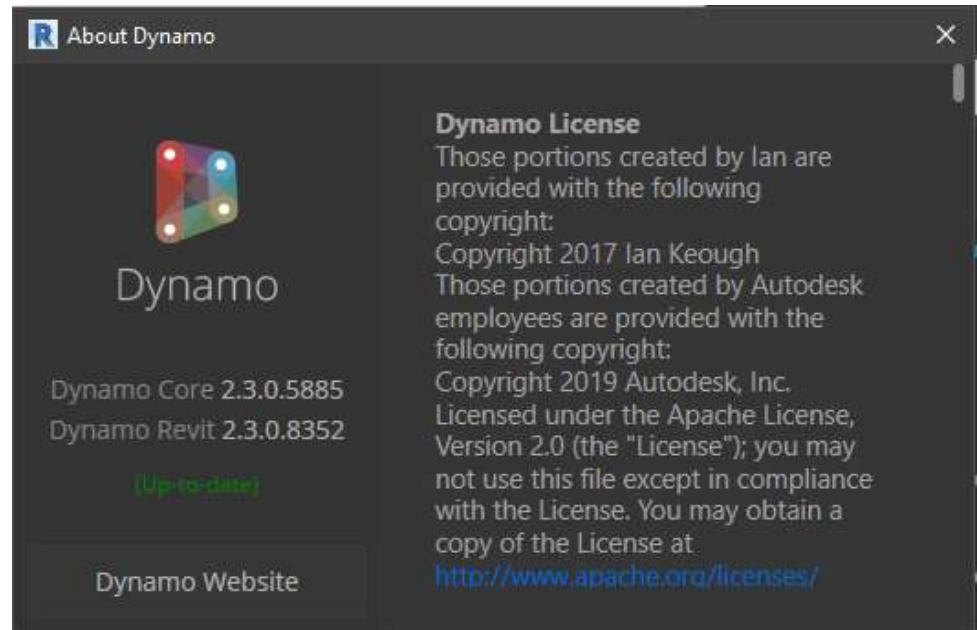 About Dynamo
Dynamo
Dynamo Core 2.3.0.5885
Dynamo Revit 2.3.0.8352
(Up-to-date)
Dynamo Website
Dynamo License
Those portions created by Ian are
provided with the following
copyright:
Copyright 2017 Ian Keough
Those portions created by Autodesk
employees are provided with the
following copyright:
Copyright 2019 Autodesk, Inc.
Licensed under the Apache License,
Version 2.0 (the "License"); you may
not use this file except in compliance
with the License. You may obtain a
copy of the License at
http://www.apache.org/licenses/